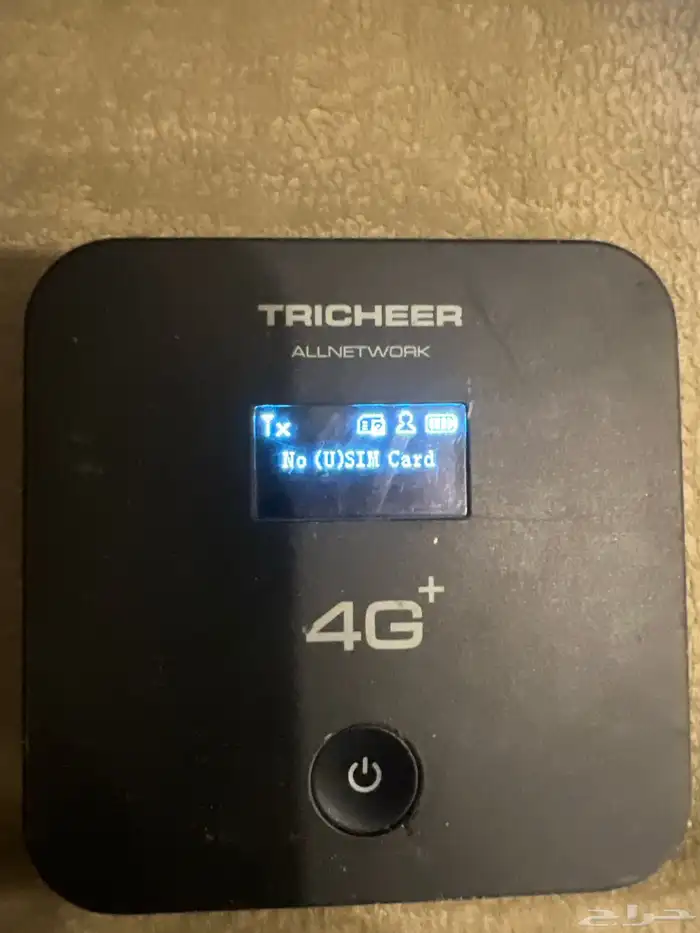 TRICHEER
ALLNETWORK
Tx
No (U)SIM Card
4G+
حراج